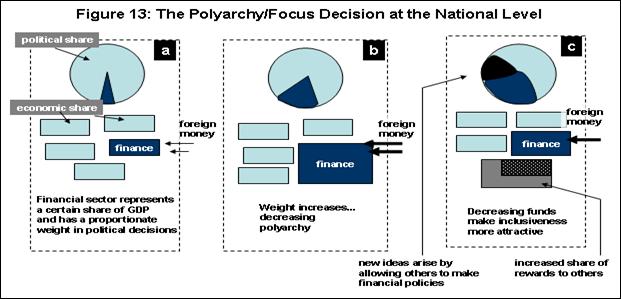 Figure 13: The Polyarchy/Focus Decision at the National Level
political share
a
economic share
foreign
money
finance
Financial sector represents
a certain share of GDP
and has a proportionate
weight in political decisions
b
foreign
money
finance
Weight increases...
decreasing
polyarchy
c
foreign
money
finance
Decreasing funds
make inclusiveness
more attractive
new ideas arise by
allowing others to make
financial policies
increased share of
rewards to others